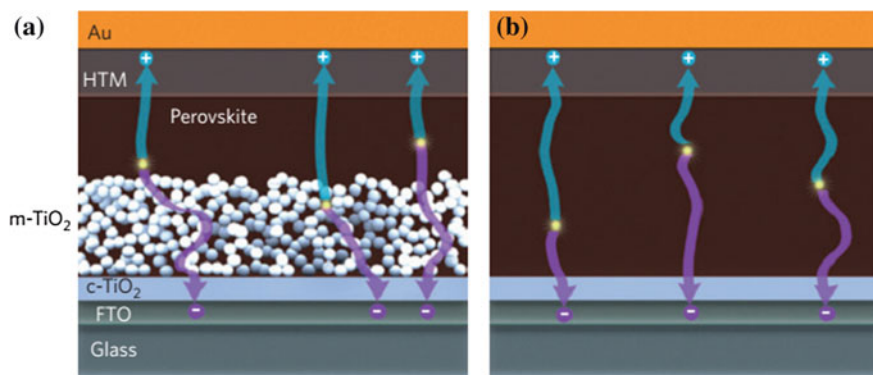 (a)
Au
HTM
Perovskite
m-TiO₂
c-TiO₂
FTO
Glass
(b)